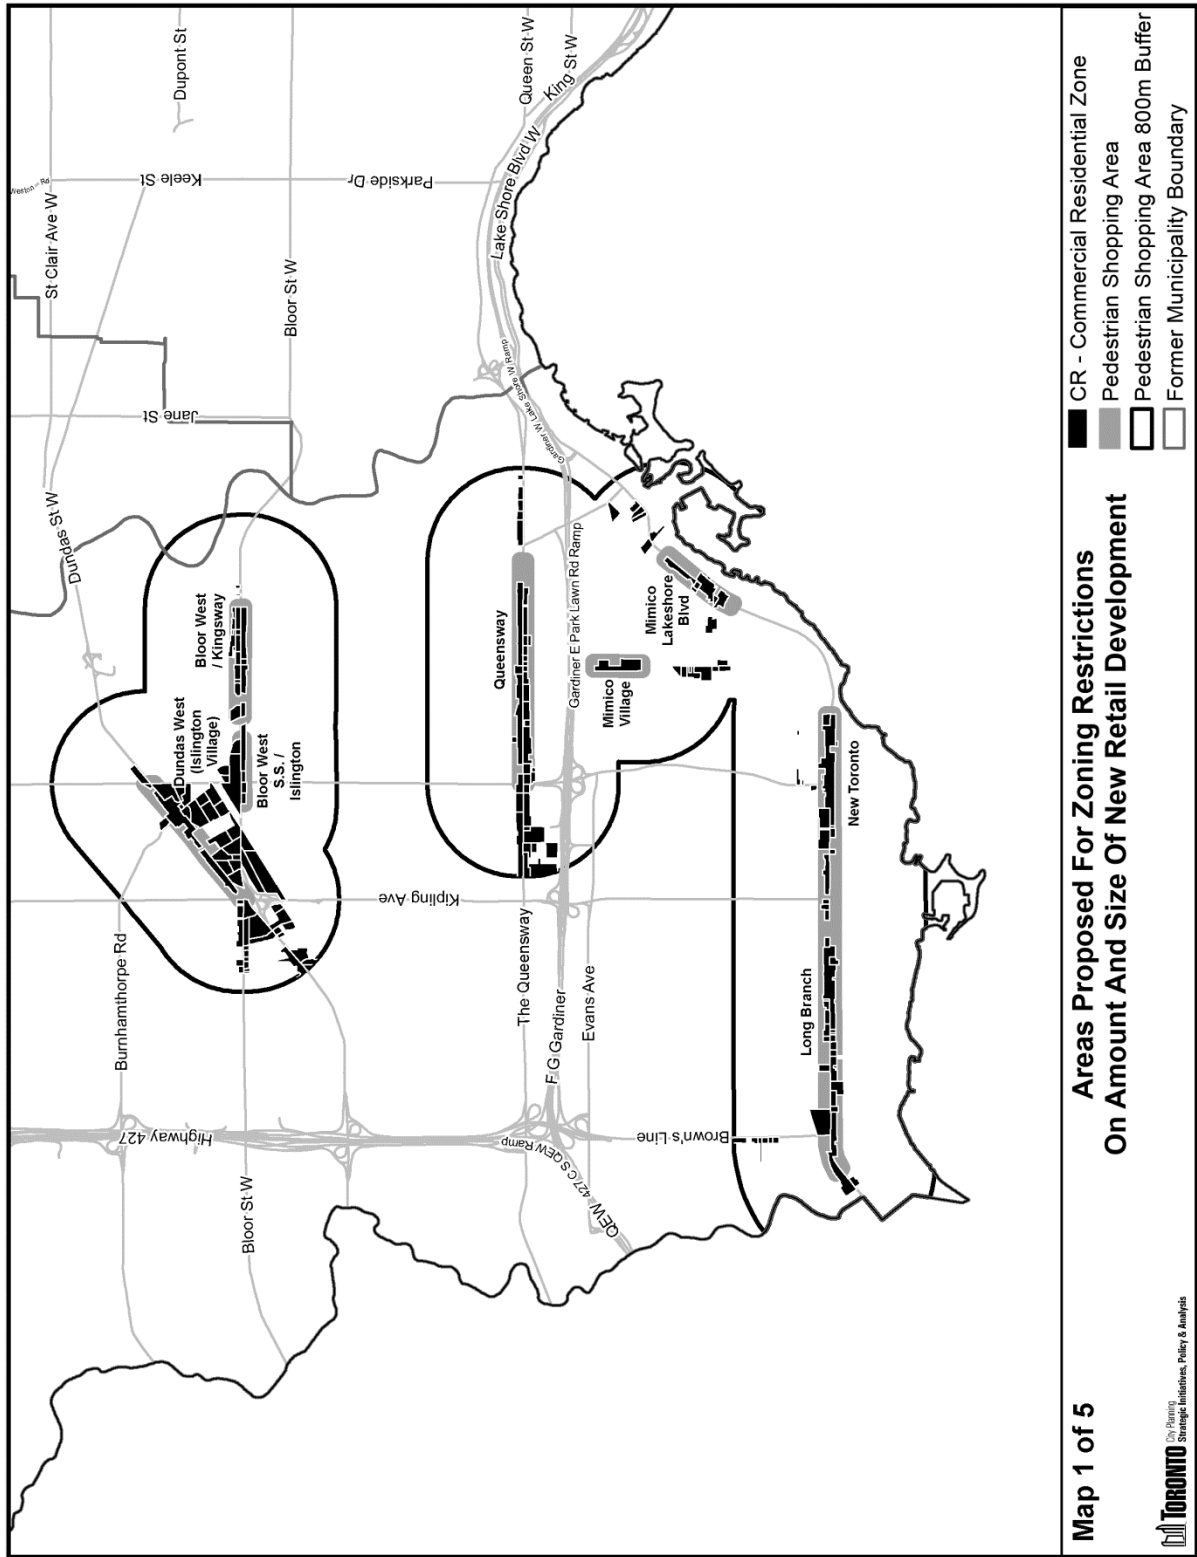 Weston Rd
St Clair Ave W
Dupont St
Keele St
Parkside Dr
Queen St W
King St W
Lake Shore Blvd W
Bloor St W
Jane St
Dundas St W
Gardiner W Lake Shore W Ramp
Bloor West
/ Kingsway
Dundas West
(Islington
Village)
Bloor West
S.S. /
Islington
Queensway
Gardiner E Park Lawn Rd Ramp
Mimico
Lakeshore
Blvd
Mimico
Village
New Toronto
Kipling Ave
Burnhamthorpe Rd
The Queensway
F G Gardiner
Evans Ave
Long Branch
Highway 427
Brown's Line
427 C S QEW Ramp
QEW
Bloor St W
Map 1 of 5
Areas Proposed For Zoning Restrictions
On Amount And Size Of New Retail Development
CR - Commercial Residential Zone
Pedestrian Shopping Area
Pedestrian Shopping Area 800m Buffer
Former Municipality Boundary
TORONTO
City Planning
Strategic Initiatives, Policy & Analysis